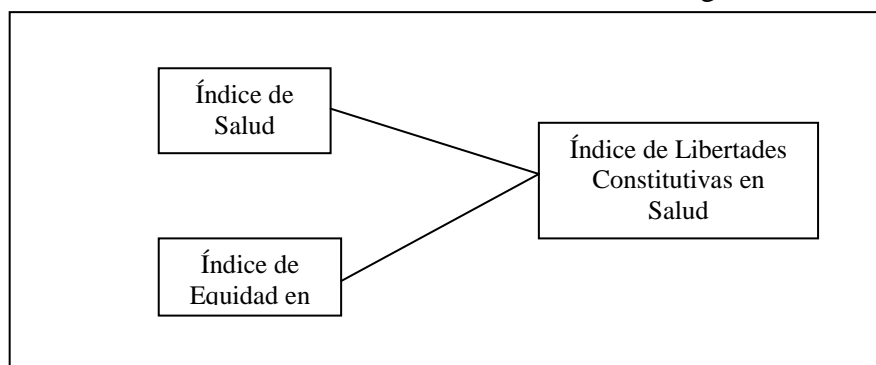 Índice de
Salud
Índice de Libertades
Constitutivas en
Salud
Índice de
Equidad en